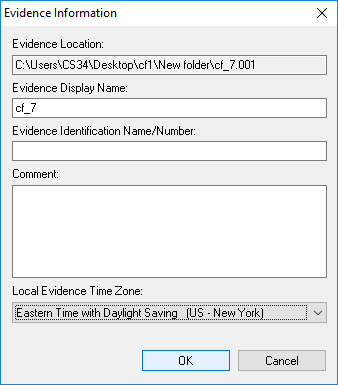 Evidence Information
Evidence Location:
C:\Users\CS34\Desktop\cf1\New folder\cf_7.001
Evidence Display Name:
cf_7
Evidence Identification Name/Number:
Comment:
Local Evidence Time Zone:
Eastern Time with Daylight Saving (US - New York)
OK
Cancel